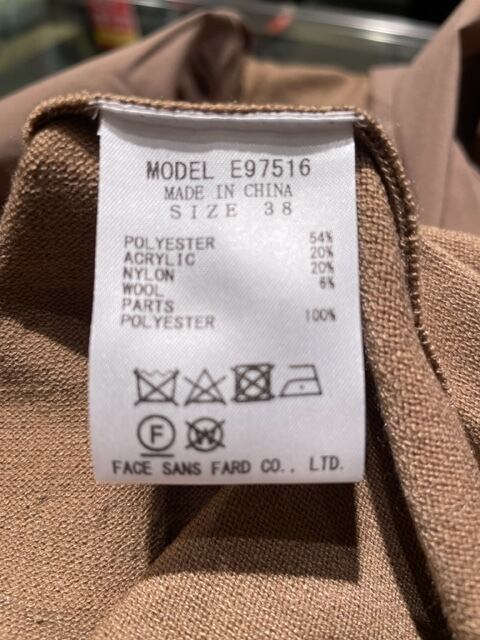 MODEL E97516
MADE IN CHINA
SIZE 38
POLYESTER 54%
ACRYLIC 20%
NYLON 20%
WOOL 6%
PARTS
POLYESTER 100%
F W
FACE SANS FARD CO., LTD.